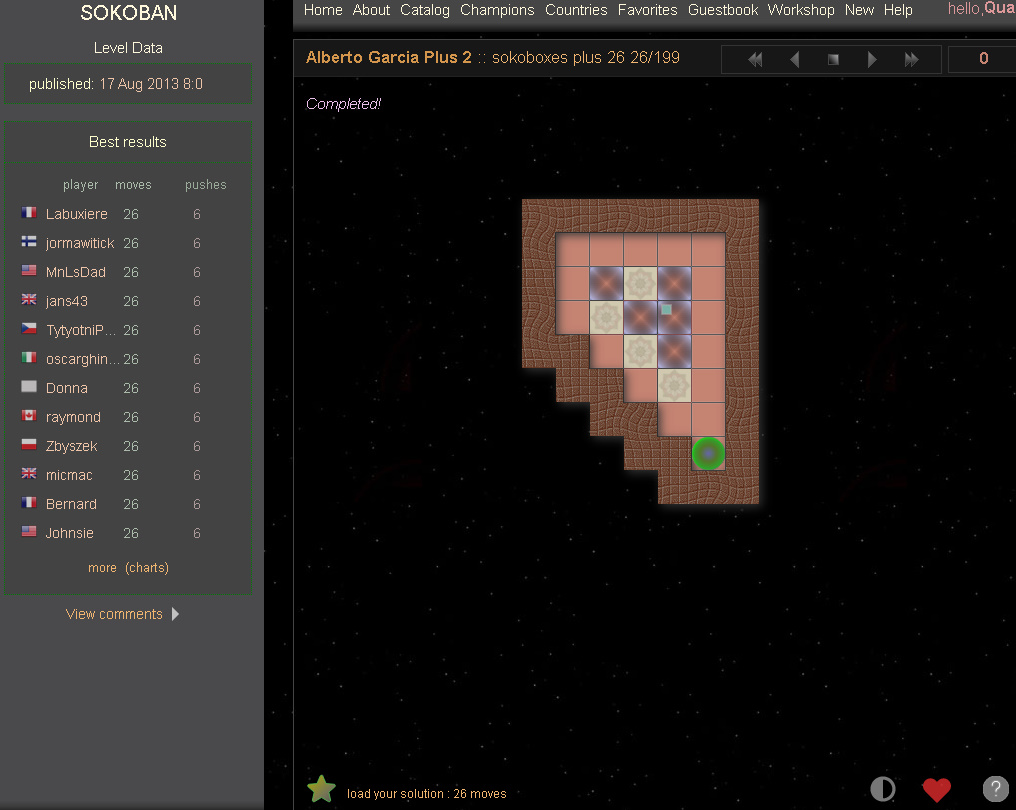 SOKOBAN
Level Data
published: 17 Aug 2013 8:0
Best results
player moves pushes
Labuxiere 26 6
jormawitick 26 6
MnLsDad 26 6
jans43 26 6
TytyotniP... 26 6
oscarghin... 26 6
Donna 26 6
raymond 26 6
Zbyszek 26 6
micmac 26 6
Bernard 26 6
Johnsie 26 6
more (charts)
View comments
Home About Catalog Champions Countries Favorites Guestbook Workshop New Help hello,Qua
Alberto Garcia Plus 2 :: sokoboxes plus 26 26/199 0
Completed!
load your solution : 26 moves
?